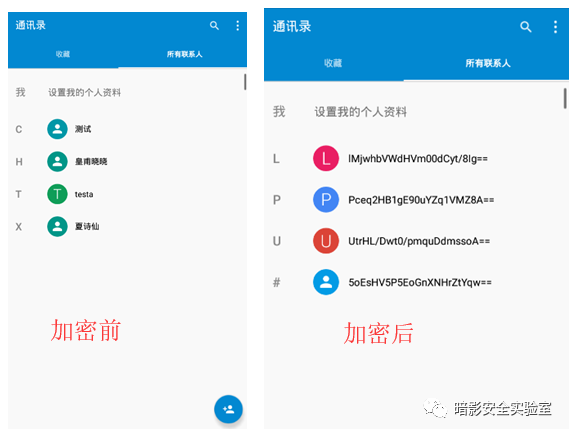 通讯录
收藏
所有联系人
我 设置我的个人资料
C 测试
H 皇甫晓晓
T T testa
X 夏诗仙
加密前
通讯录
收藏
所有联系人
我 设置我的个人资料
L L lMjwhbVWdHVm00dCyt/8Ig==
P P Pceq2HB1gE90uYZq1VMZ8A==
U U UtrHL/Dwt0/pmquDdmssoA==
# 5oEsHV5P5EoGnXNHrZtYqw==
加密后
暗影安全实验室